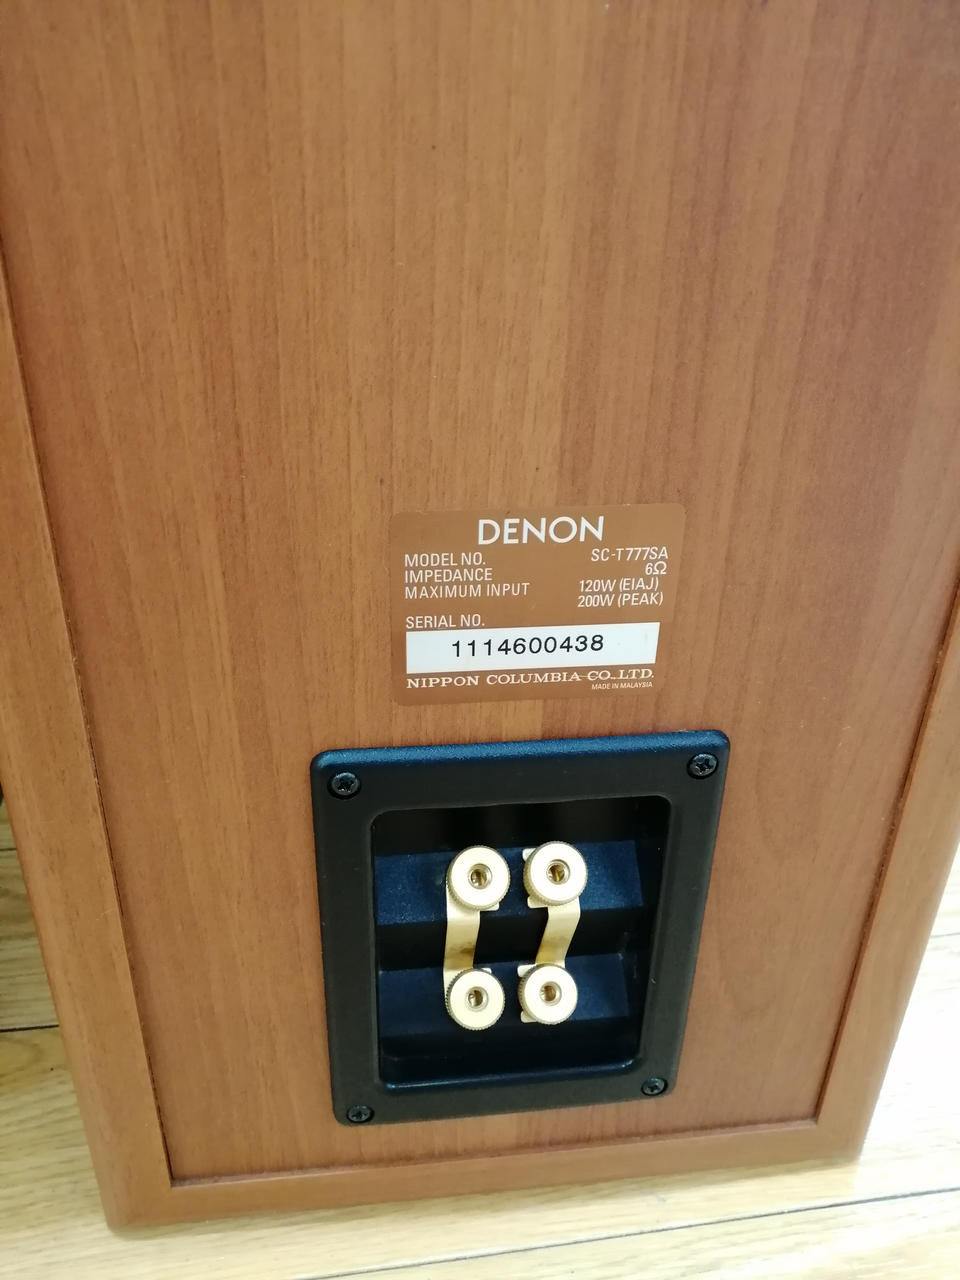 DENON
MODEL NO. SC-T777SA
IMPEDANCE 6Ω
MAXIMUM INPUT 120W (EIAJ)
200W (PEAK)
SERIAL NO.
1114600438
NIPPON COLUMBIA CO.,LTD.
MADE IN MALAYSIA